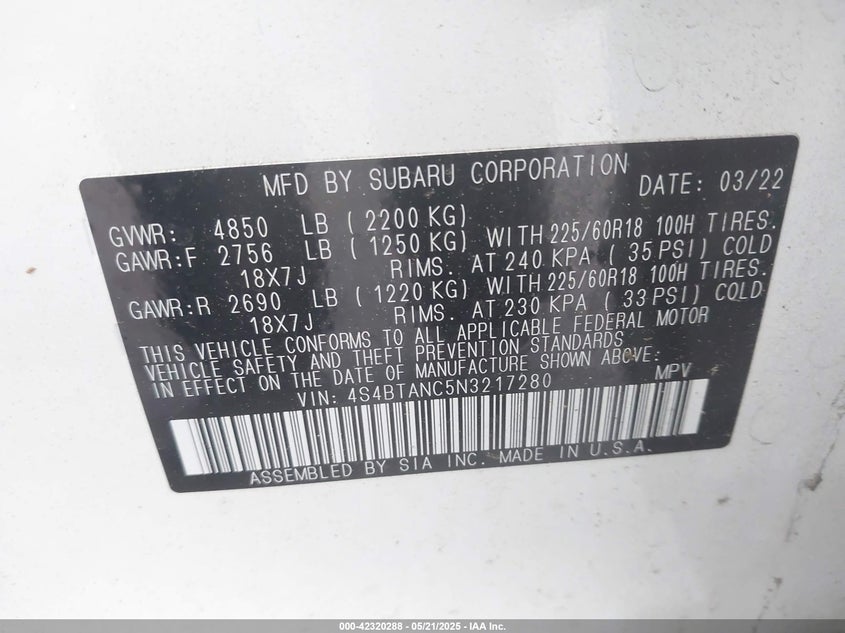 MFD BY SUBARU CORPORATION DATE: 03/22
GVWR: 4850 LB ( 2200 KG)
GAWR:F 2756 LB ( 1250 KG) WITH 225/60R18 100H TIRES.
18X7J RIMS. AT 240 KPA ( 35 PSI) COLD
GAWR:R 2690 LB ( 1220 KG) WITH 225/60R18 100H TIRES.
18X7J RIMS. AT 230 KPA ( 33 PSI) COLD
THIS VEHICLE CONFORMS TO ALL APPLICABLE FEDERAL MOTOR
VEHICLE SAFETY AND THEFT PREVENTION STANDARDS
IN EFFECT ON THE DATE OF MANUFACTURE SHOWN ABOVE:
VIN: 4S4BTANC5N3217280 MPV
ASSEMBLED BY SIA INC. MADE IN U.S.A.
000-42320288 - 05/21/2025 - IAA Inc.